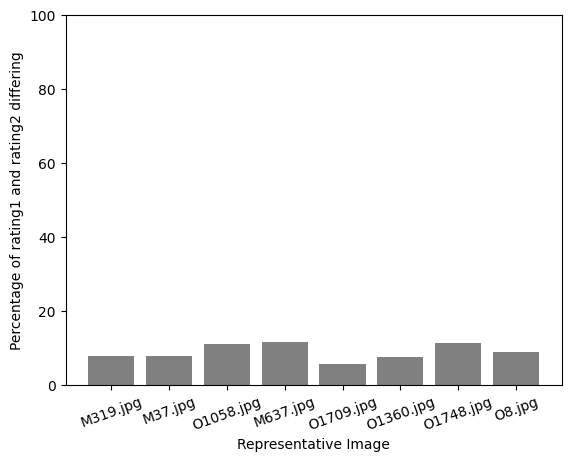 100
80
60
40
20
0
Percentage of rating1 and rating2 differing
M319.jpg
M37.jpg
O1058.jpg
M637.jpg
O1709.jpg
O1360.jpg
O1748.jpg
O8.jpg
Representative Image